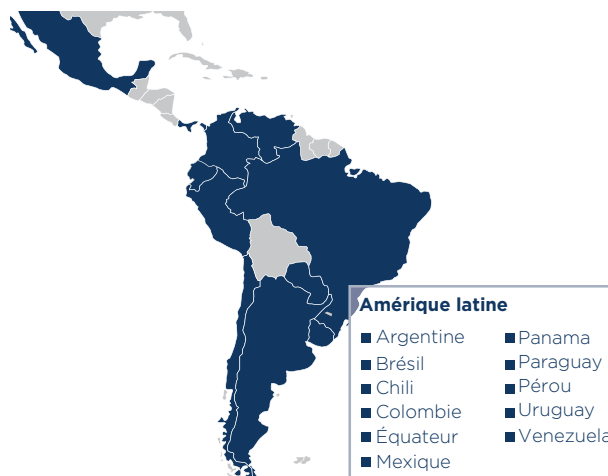 Amérique latine
Argentine
Brésil
Chili
Colombie
Équateur
Mexique
Panama
Paraguay
Pérou
Uruguay
Venezuela